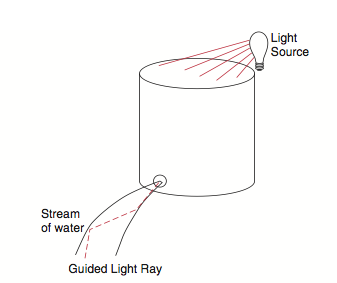 Light
Source
Stream
of water
Guided Light Ray